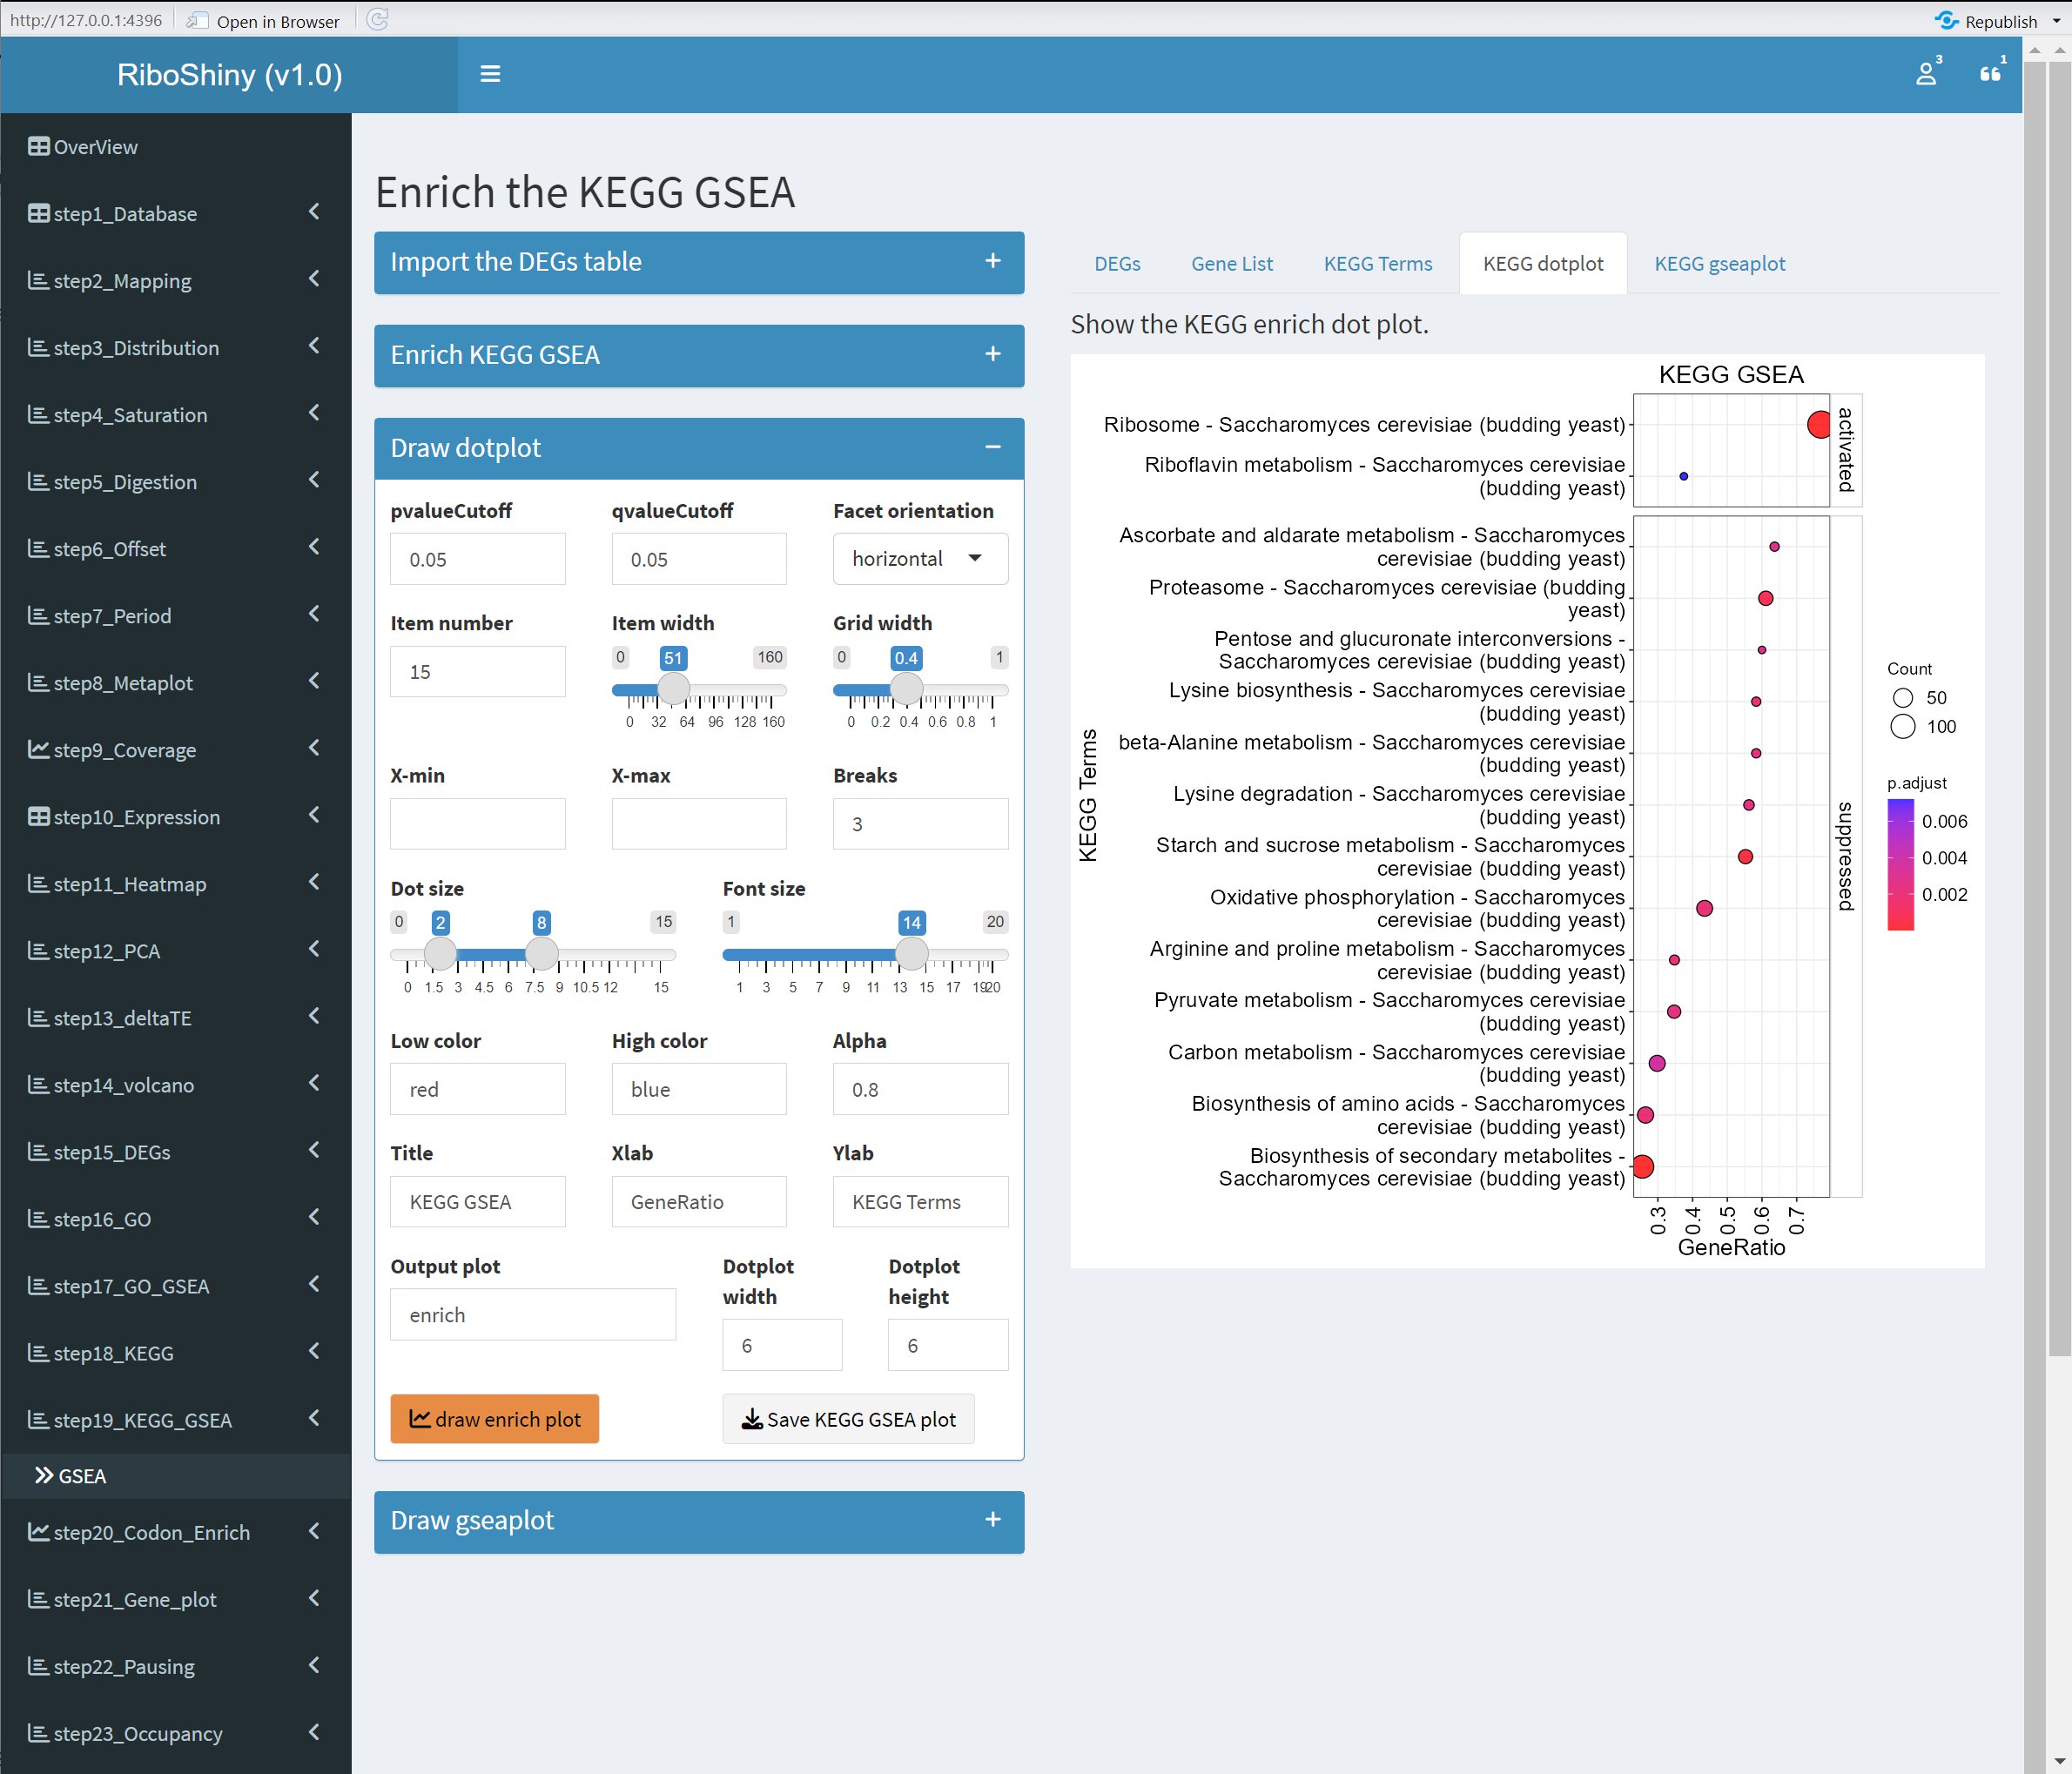 http://127.0.0.1:4396
Open in Browser
Republish
RiboShiny (v1.0)
3
1
OverView
step1_Database
step2_Mapping
step3_Distribution
step4_Saturation
step5_Digestion
step6_Offset
step7_Period
step8_Metaplot
step9_Coverage
step10_Expression
step11_Heatmap
step12_PCA
step13_deltaTE
step14_volcano
step15_DEGs
step16_GO
step17_GO_GSEA
step18_KEGG
step19_KEGG_GSEA
GSEA
step20_Codon_Enrich
step21_Gene_plot
step22_Pausing
step23_Occupancy
Enrich the KEGG GSEA
Import the DEGs table
Enrich KEGG GSEA
Draw dotplot
pvalueCutoff qvalueCutoff Facet orientation
0.05 0.05 horizontal
Item number Item width Grid width
15
0 51 160
0 32 64 96 128 160
0 0.4 1
0 0.2 0.4 0.6 0.8 1
X-min X-max Breaks
3
Dot size Font size
0 2 8 15
0 1.5 3 4.5 6 7.5 9 10.5 12 15
1 14 20
1 3 5 7 9 11 13 15 17 19 20
Low color High color Alpha
red blue 0.8
Title Xlab Ylab
KEGG GSEA GeneRatio KEGG Terms
Output plot Dotplot width Dotplot height
enrich 6 6
draw enrich plot Save KEGG GSEA plot
Draw gseaplot
DEGs Gene List KEGG Terms KEGG dotplot KEGG gseaplot
Show the KEGG enrich dot plot.
KEGG GSEA
KEGG Terms
Ribosome - Saccharomyces cerevisiae (budding yeast)
Riboflavin metabolism - Saccharomyces cerevisiae
(budding yeast)
activated
Ascorbate and aldarate metabolism - Saccharomyces
cerevisiae (budding yeast)
Proteasome - Saccharomyces cerevisiae (budding
yeast)
Pentose and glucuronate interconversions -
Saccharomyces cerevisiae (budding yeast)
Lysine biosynthesis - Saccharomyces cerevisiae
(budding yeast)
beta-Alanine metabolism - Saccharomyces cerevisiae
(budding yeast)
Lysine degradation - Saccharomyces cerevisiae
(budding yeast)
Starch and sucrose metabolism - Saccharomyces
cerevisiae (budding yeast)
Oxidative phosphorylation - Saccharomyces
cerevisiae (budding yeast)
Arginine and proline metabolism - Saccharomyces
cerevisiae (budding yeast)
Pyruvate metabolism - Saccharomyces cerevisiae
(budding yeast)
Carbon metabolism - Saccharomyces cerevisiae
(budding yeast)
Biosynthesis of amino acids - Saccharomyces
cerevisiae (budding yeast)
Biosynthesis of secondary metabolites -
Saccharomyces cerevisiae (budding yeast)
suppressed
0.3 0.4 0.5 0.6 0.7
GeneRatio
Count
50
100
p.adjust
0.006
0.004
0.002